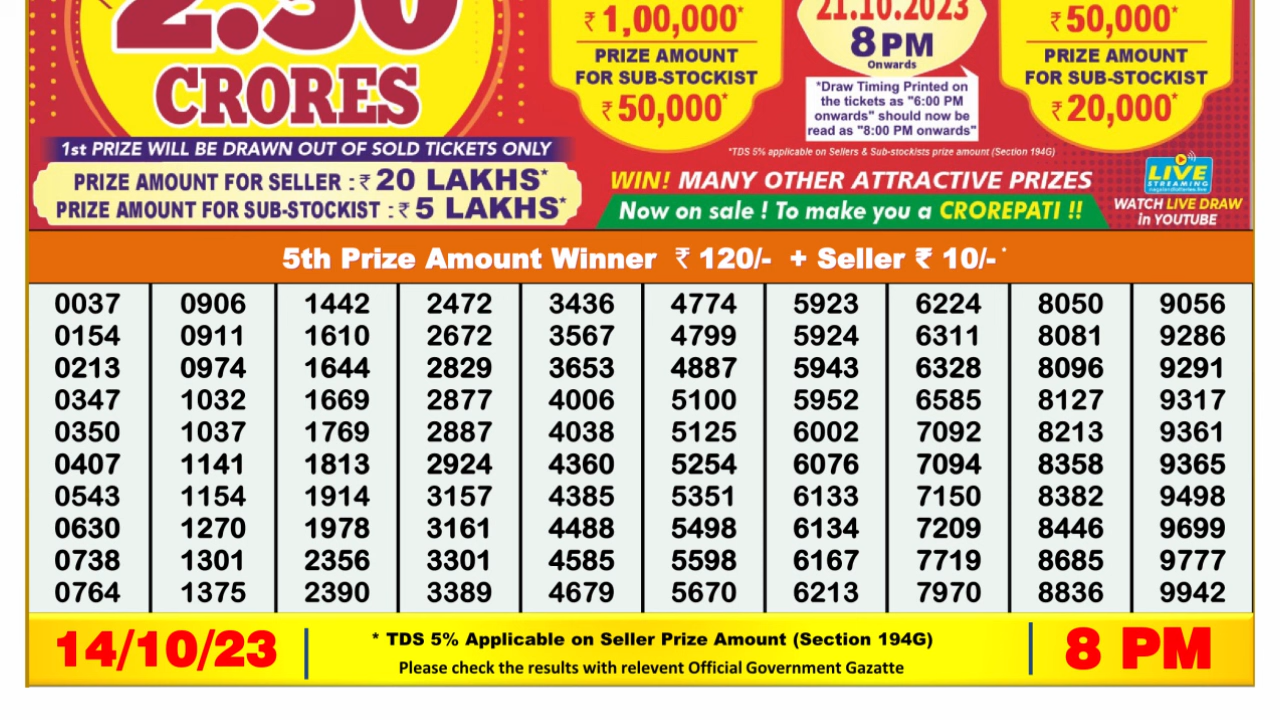 2.50
CRORES
1st PRIZE WILL BE DRAWN OUT OF SOLD TICKETS ONLY
PRIZE AMOUNT FOR SELLER : ₹ 20 LAKHS*
PRIZE AMOUNT FOR SUB-STOCKIST : ₹ 5 LAKHS*
₹ 1,00,000*
PRIZE AMOUNT
FOR SUB-STOCKIST
₹ 50,000*
21.10.2023
8PM
Onwards
*Draw Timing Printed on
the tickets as "6:00 PM
onwards" should now be
read as "8:00 PM onwards"
₹ 50,000*
PRIZE AMOUNT
FOR SUB-STOCKIST
₹ 20,000*
*TDS 5% applicable on Sellers & Sub-stockists prize amount (Section 194G)
WIN! MANY OTHER ATTRACTIVE PRIZES
Now on sale ! To make you a CROREPATI !!
LIVE
STREAMING
WATCH LIVE DRAW
in YOUTUBE
5th Prize Amount Winner ₹ 120/- + Seller ₹ 10/- *
0037 0906 1442 2472 3436 4774 5923 6224 8050 9056
0154 0911 1610 2672 3567 4799 5924 6311 8081 9286
0213 0974 1644 2829 3653 4887 5943 6328 8096 9291
0347 1032 1669 2877 4006 5100 5952 6585 8127 9317
0350 1037 1769 2887 4038 5125 6002 7092 8213 9361
0407 1141 1813 2924 4360 5254 6076 7094 8358 9365
0543 1154 1914 3157 4385 5351 6133 7150 8382 9498
0630 1270 1978 3161 4488 5498 6134 7209 8446 9699
0738 1301 2356 3301 4585 5598 6167 7719 8685 9777
0764 1375 2390 3389 4679 5670 6213 7970 8836 9942
14/10/23
* TDS 5% Applicable on Seller Prize Amount (Section 194G)
Please check the results with relevent Official Government Gazatte
8 PM